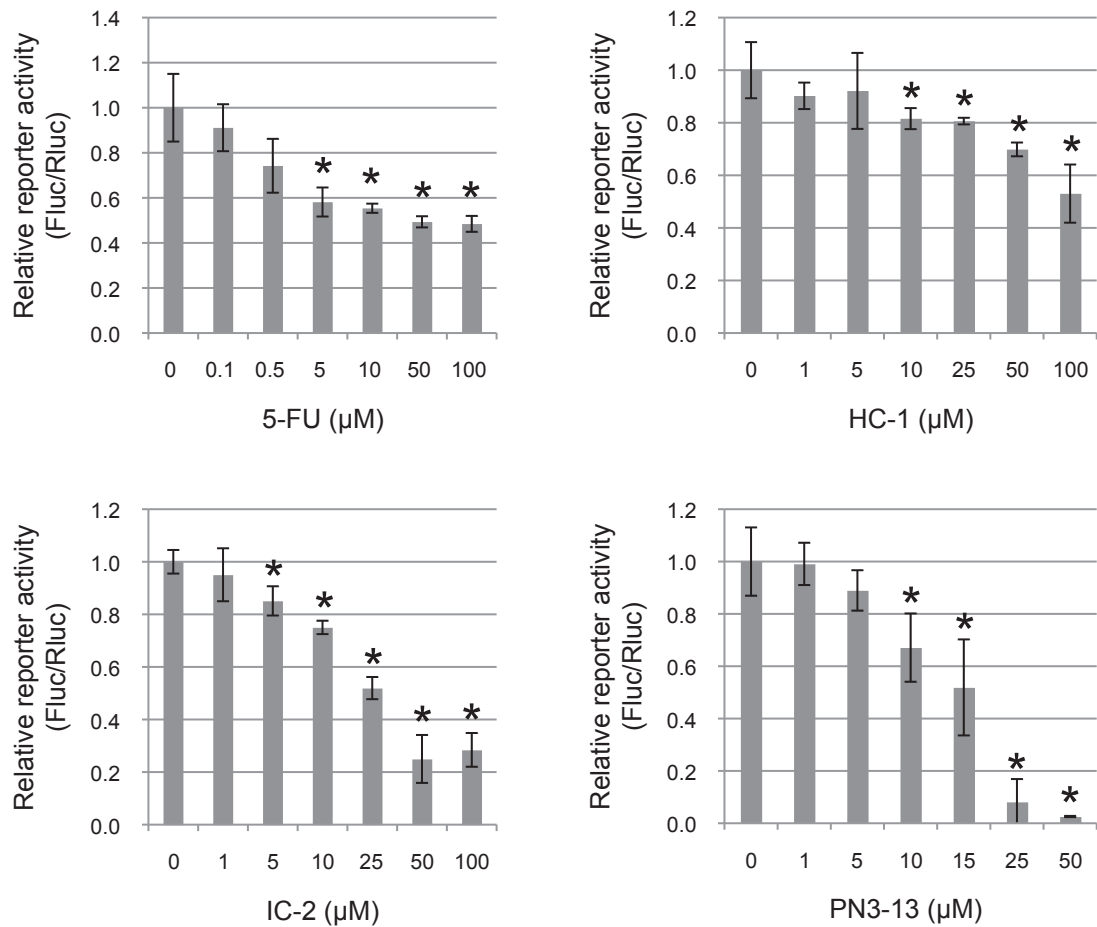 Relative reporter activity
(Fluc/Rluc)
1.4
1.2
1.0
0.8
0.6
0.4
0.2
0.0
* * * *
0 0.1 0.5 5 10 50 100
5-FU (µM)
Relative reporter activity
(Fluc/Rluc)
1.2
1.0
0.8
0.6
0.4
0.2
0.0
* * * *
0 1 5 10 25 50 100
HC-1 (µM)
Relative reporter activity
(Fluc/Rluc)
1.2
1.0
0.8
0.6
0.4
0.2
0.0
* * * * *
0 1 5 10 25 50 100
IC-2 (µM)
Relative reporter activity
(Fluc/Rluc)
1.2
1.0
0.8
0.6
0.4
0.2
0.0
* * * *
0 1 5 10 15 25 50
PN3-13 (µM)